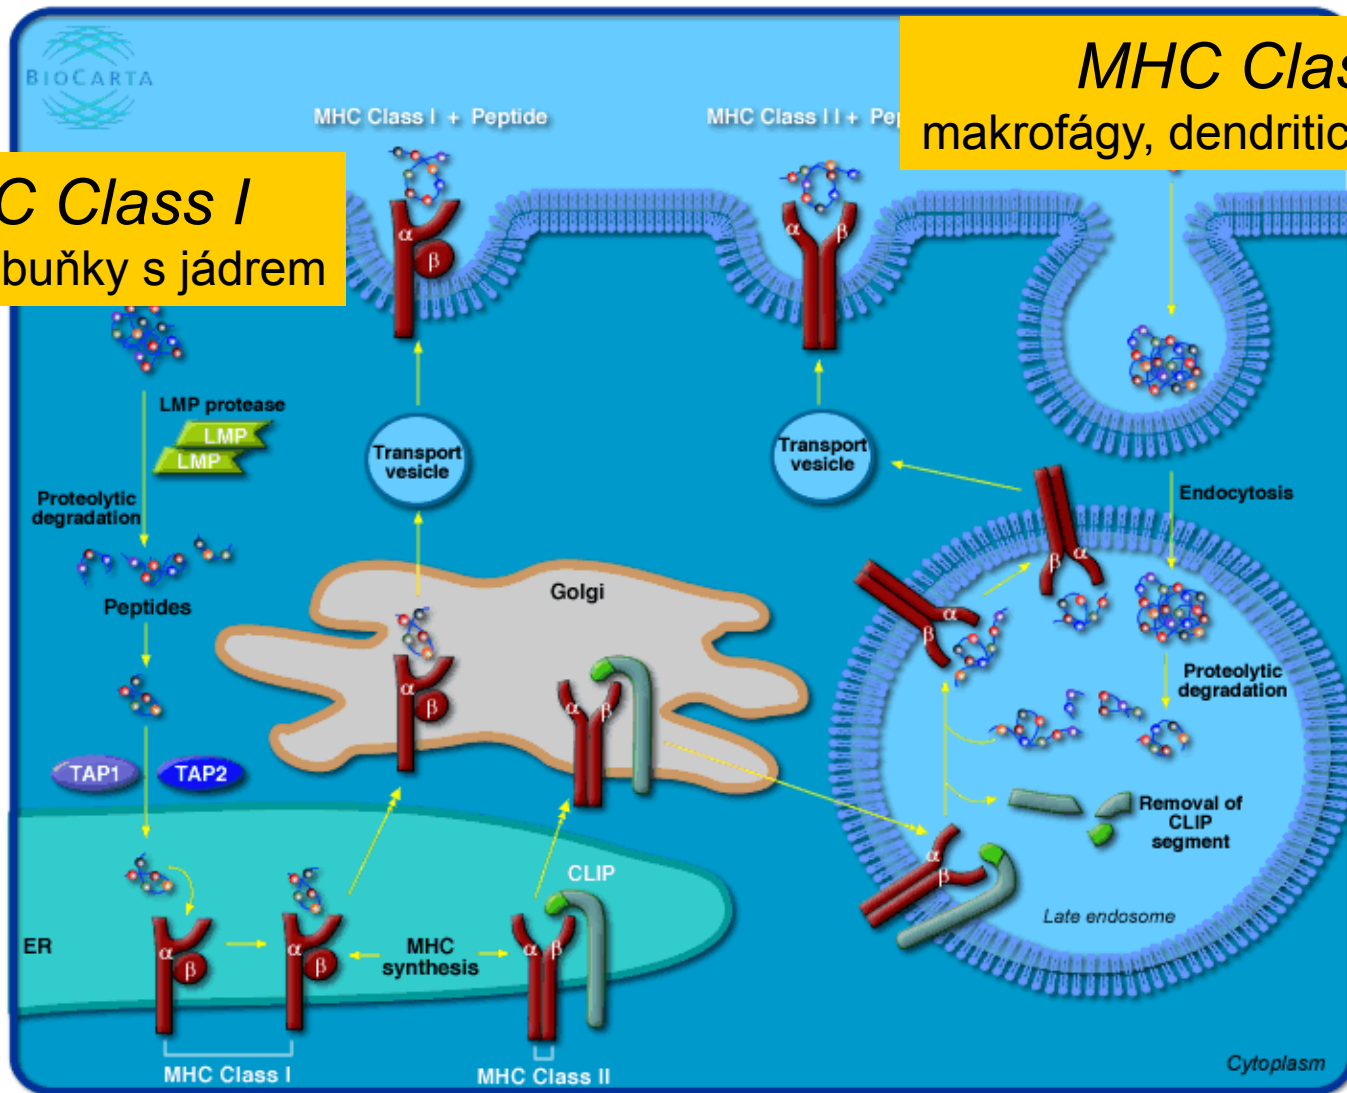 BIOCARTA
MHC Class I + Peptide
MHC Class II + Pep
MHC Clas
makrofágy, dendritic
C Class I
buňky s jádrem
LMP protease
LMP
LMP
Proteolytic
degradation
Peptides
TAP1
TAP2
Transport
vesicle
Transport
vesicle
Golgi
Endocytosis
Proteolytic
degradation
Removal of
CLIP
segment
Late endosome
CLIP
ER
MHC
synthesis
MHC Class I
MHC Class II
Cytoplasm
α
β
α
β
α
β
α
β
α
β
α
β
α
β
α
β
β
α
α
β
α
β